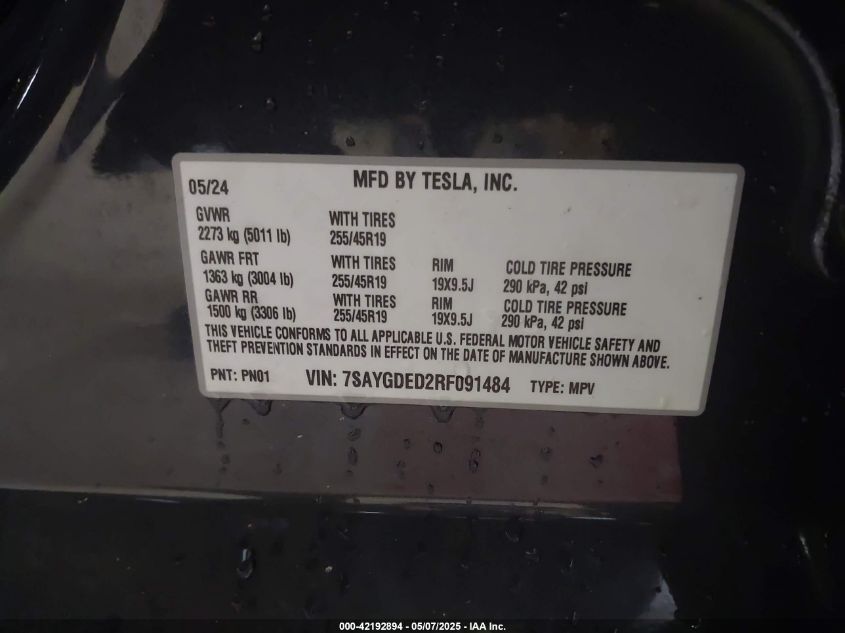 05/24 MFD BY TESLA, INC.
GVWR WITH TIRES
2273 kg (5011 lb) 255/45R19
GAWR FRT WITH TIRES RIM COLD TIRE PRESSURE
1363 kg (3004 lb) 255/45R19 19X9.5J 290 kPa, 42 psi
GAWR RR WITH TIRES RIM COLD TIRE PRESSURE
1500 kg (3306 lb) 255/45R19 19X9.5J 290 kPa, 42 psi
THIS VEHICLE CONFORMS TO ALL APPLICABLE U.S. FEDERAL MOTOR VEHICLE SAFETY AND
THEFT PREVENTION STANDARDS IN EFFECT ON THE DATE OF MANUFACTURE SHOWN ABOVE.
PNT: PN01 VIN: 7SAYGDED2RF091484 TYPE: MPV
000-42192894 - 05/07/2025 - IAA Inc.